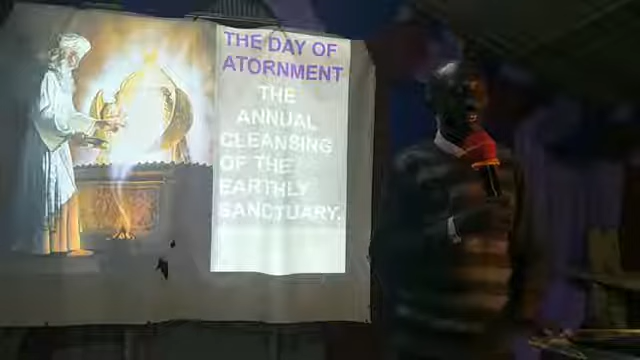 THE DAY OF
ATORNMENT
THE
ANNUAL
CLEANSING
OF THE
EARTHLY
SANCTUARY.